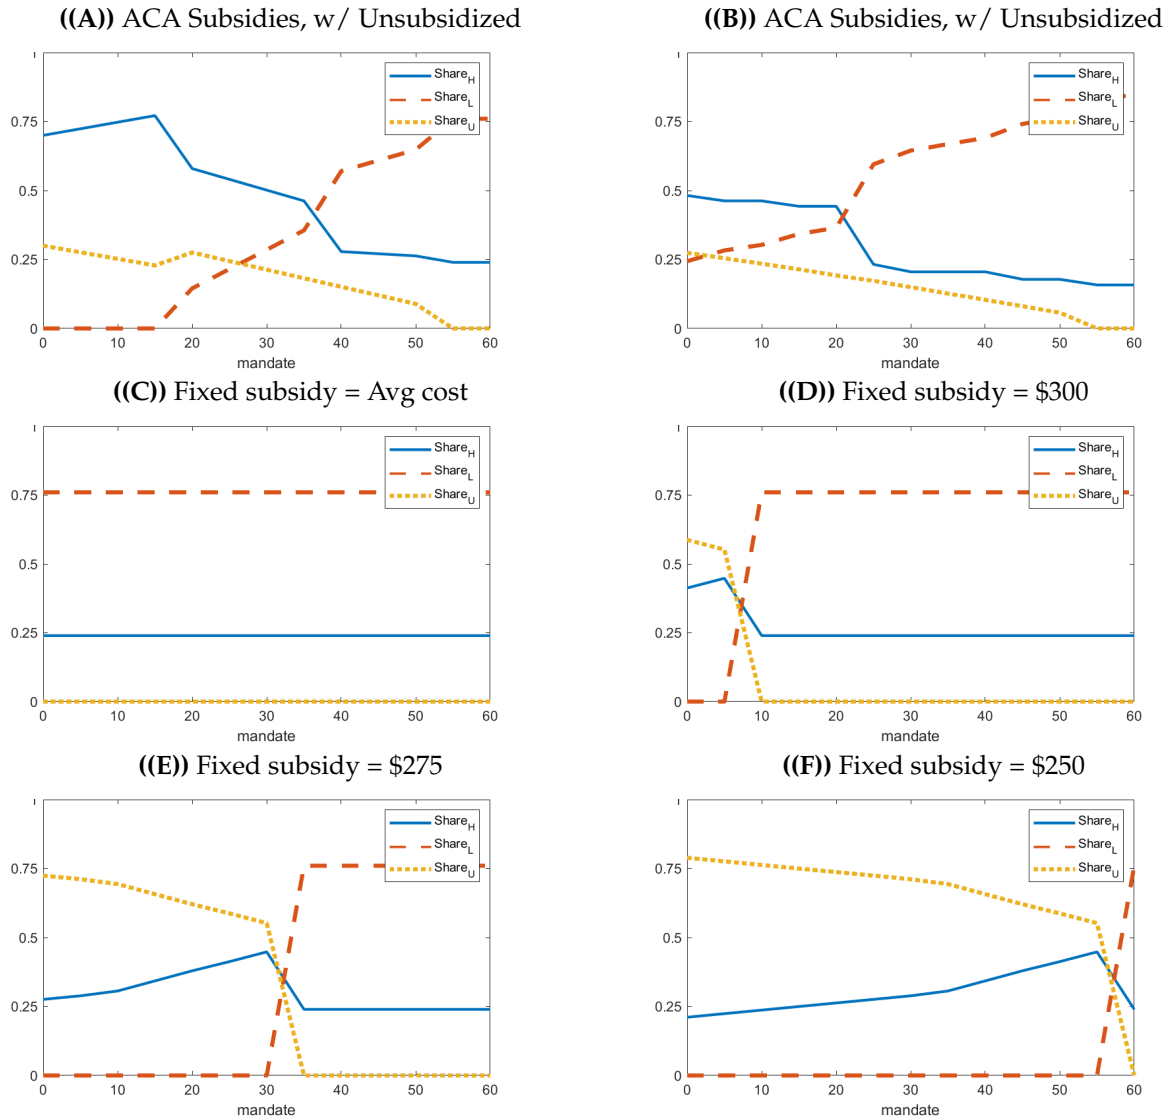 ((A)) ACA Subsidies, w/ Unsubsidized
((B)) ACA Subsidies, w/ Unsubsidized
Share_H
Share_L
Share_U
0.75
0.5
0.25
0
0 10 20 30 40 50 60
mandate
Share_H
Share_L
Share_U
0.75
0.5
0.25
0
0 10 20 30 40 50 60
mandate
((C)) Fixed subsidy = Avg cost
((D)) Fixed subsidy = $300
Share_H
Share_L
Share_U
0.75
0.5
0.25
0
0 10 20 30 40 50 60
mandate
Share_H
Share_L
Share_U
0.75
0.5
0.25
0
0 10 20 30 40 50 60
mandate
((E)) Fixed subsidy = $275
((F)) Fixed subsidy = $250
Share_H
Share_L
Share_U
0.75
0.5
0.25
0
0 10 20 30 40 50 60
mandate
Share_H
Share_L
Share_U
0.75
0.5
0.25
0
0 10 20 30 40 50 60
mandate